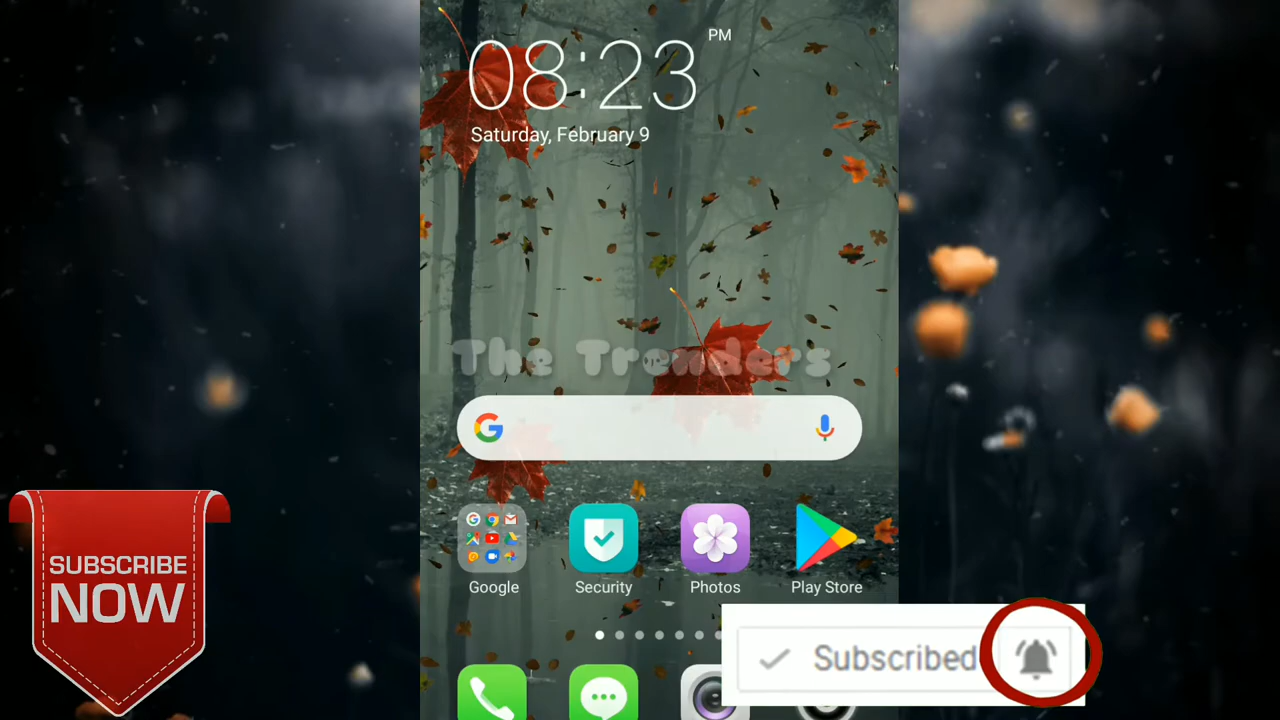 08:23 PM
Saturday, February 9
The Trenders
Google
Security
Photos
Play Store
SUBSCRIBE
NOW
Subscribed